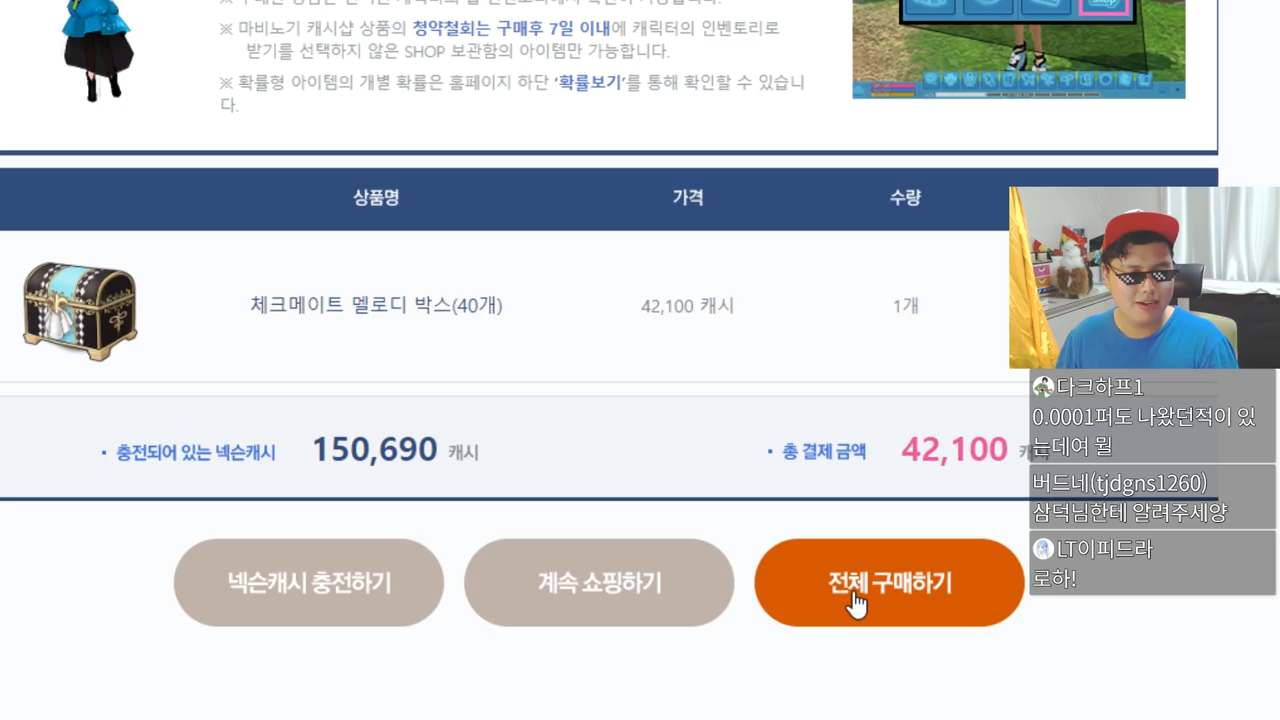 ※ 마비노기 캐시샵 상품의 청약철회는 구매후 7일 이내에 캐릭터의 인벤토리로
받기를 선택하지 않은 SHOP 보관함의 아이템만 가능합니다.
※ 확률형 아이템의 개별 확률은 홈페이지 하단 ‘확률보기’를 통해 확인할 수 있습니
다.
상품명 가격 수량
체크메이트 멜로디 박스(40개) 42,100 캐시 1개
· 충전되어 있는 넥슨캐시 150,690 캐시 · 총 결제 금액 42,100
넥슨캐시 충전하기 계속 쇼핑하기 전체 구매하기
다크하프1
0.0001퍼도 나왔던적이 있
는데여 뭘
버드네(tjdgns1260)
삼덕님한테 알려주세양
LT이피드라
로하!